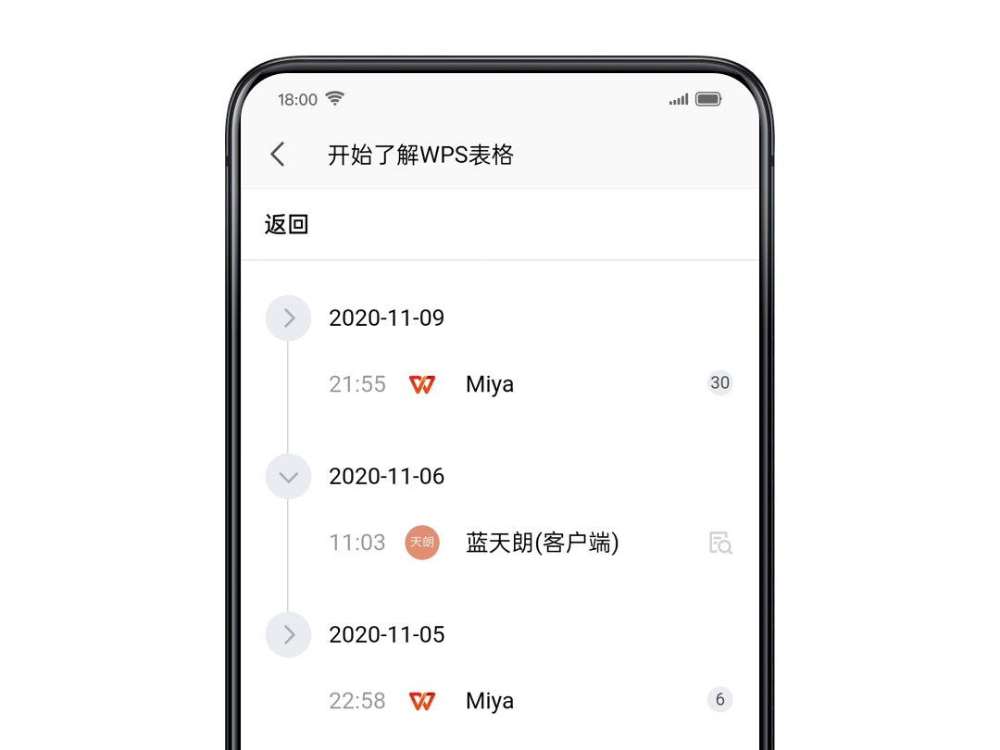 18:00
开始了解WPS表格
返回
2020-11-09
21:55 Miya 30
2020-11-06
11:03 天朗 蓝天朗(客户端)
2020-11-05
22:58 Miya 6